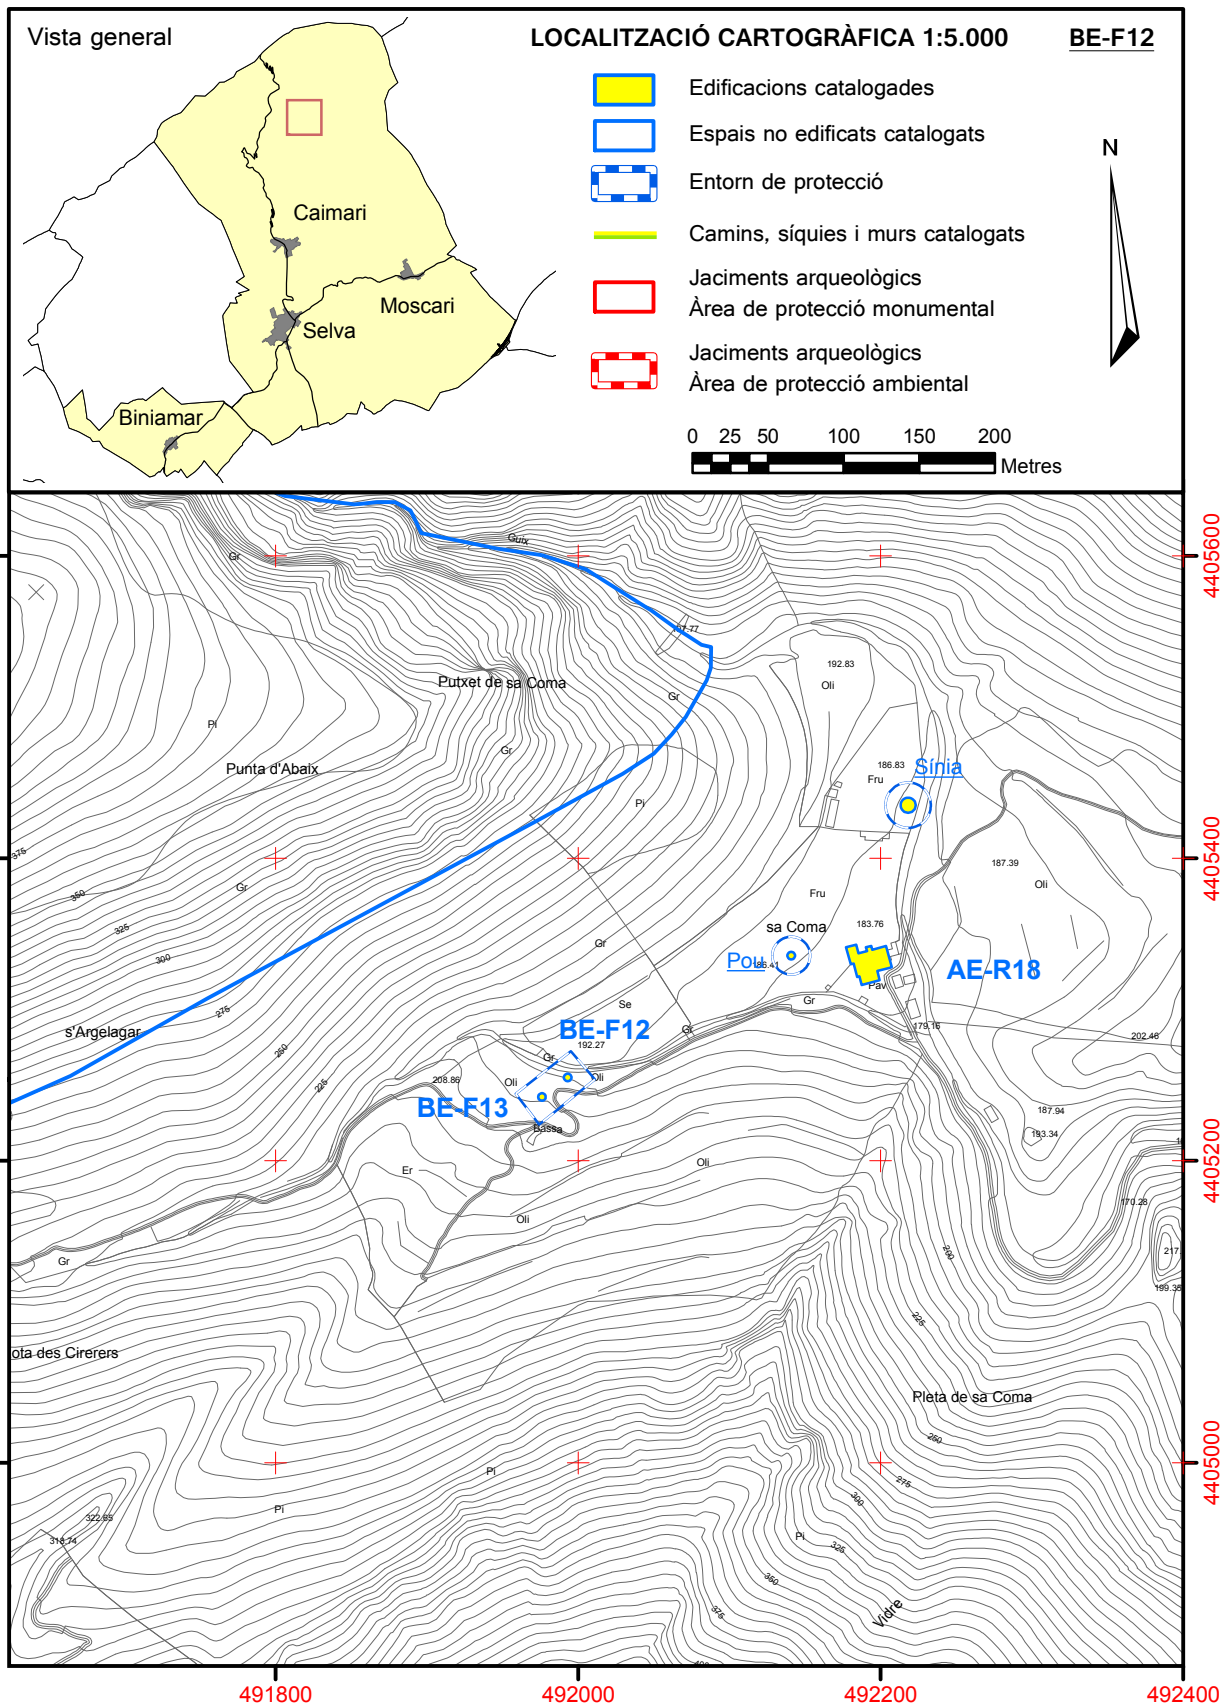 Vista general
LOCALITZACIÓ CARTOGRÀFICA 1:5.000
BE-F12
Edificacions catalogades
Espais no edificats catalogats
Entorn de protecció
Camins, síquies i murs catalogats
Jaciments arqueològics
Àrea de protecció monumental
Jaciments arqueològics
Àrea de protecció ambiental
N
Caimari
Moscari
Selva
Biniamar
0 25 50 100 150 200
Metres
Guix
Gr
4405600
192.83
Oli
Putxet de sa Coma
Gr
Pi
Gr
186.83
Sínia
Fru
Punta d'Abaix
Pi
4405400
375
187.39
Oli
Gr
350
Fru
325
183.76
sa Coma
300
Gr
Pou
186.41
AE-R18
Pav
275
Se
Gr
s'Argelagar
BE-F12
Gr
179.16
202.46
250
192.27
Gr
225
208.86
Oli
Oli
BE-F13
187.94
Bassa
193.34
4405200
Er
Oli
170.28
Oli
200
217.
Gr
199.35
225
ota des Cirerers
Pleta de sa Coma
250
4405000
Pi
275
300
Pi
322.65
318.74
Pi
325
350
375
Vidre
491800
492000
492200
492400